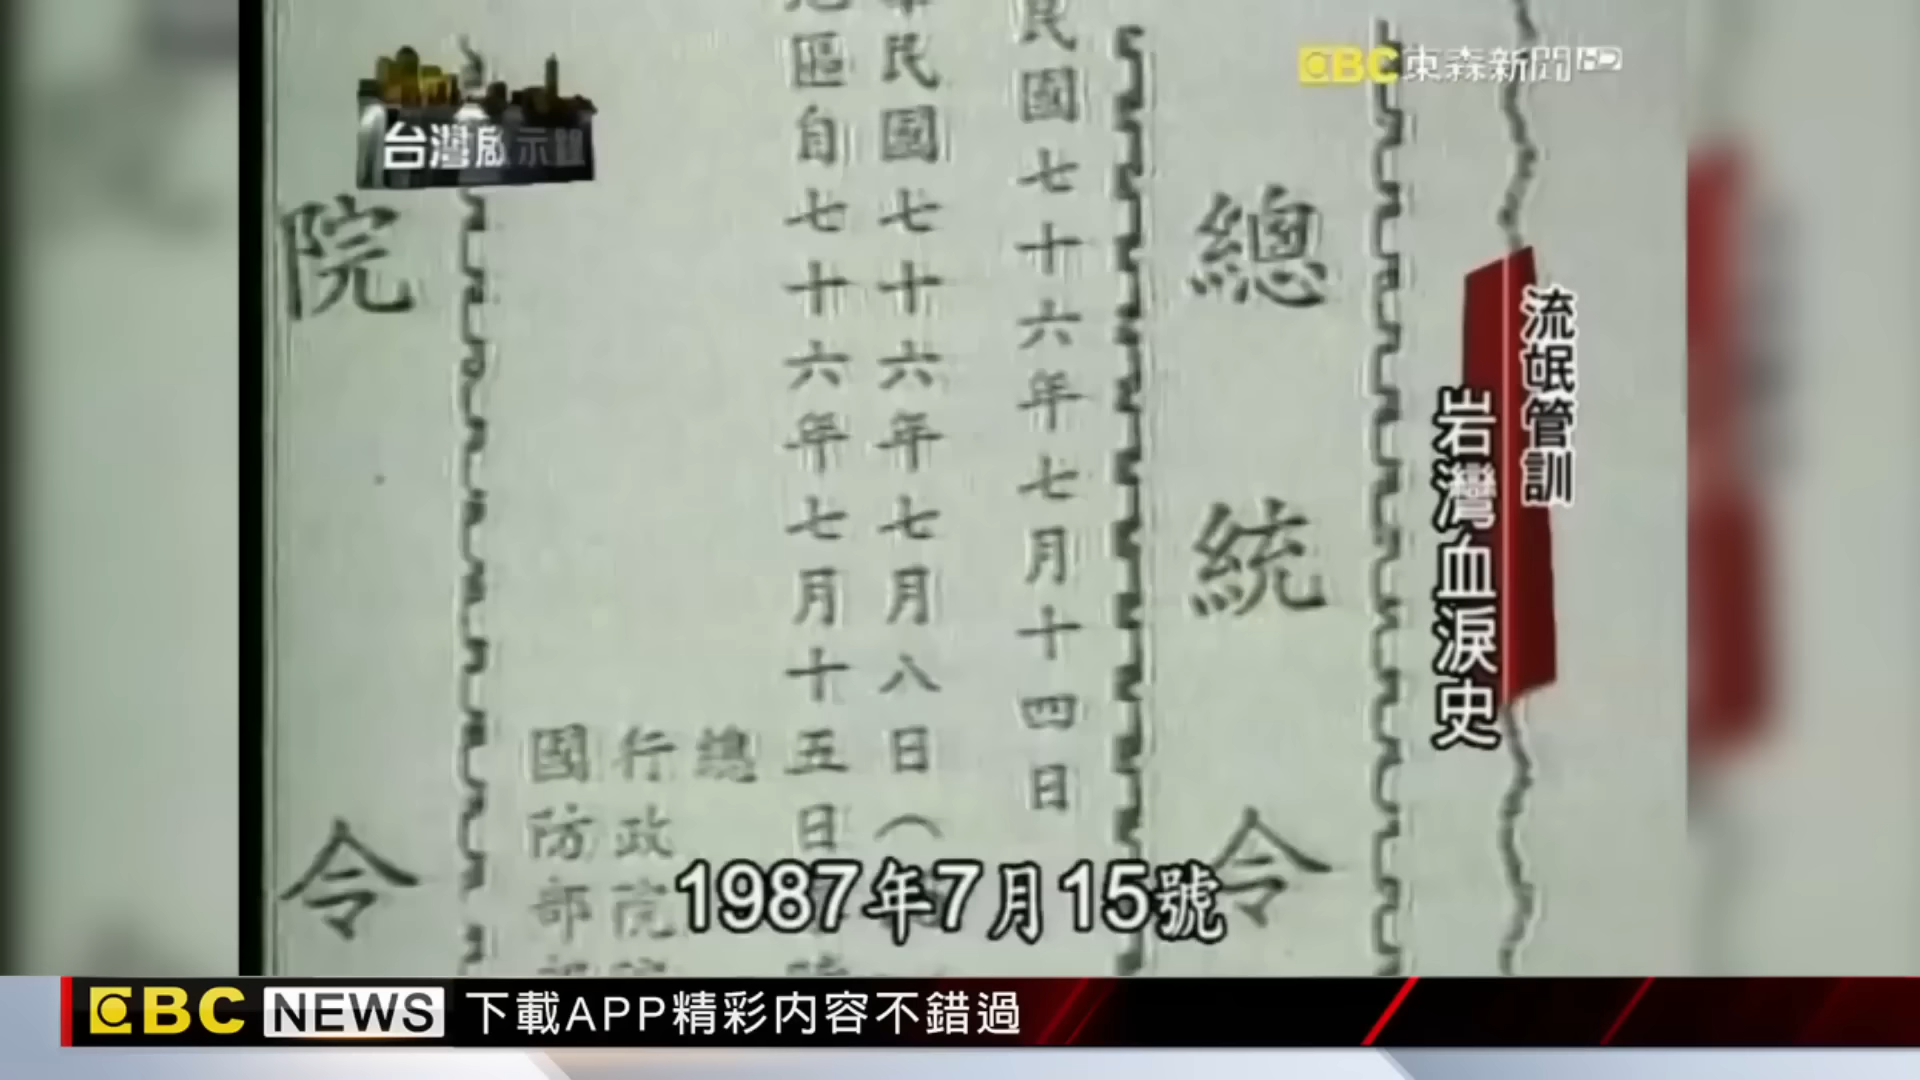 EBC東森新聞HD
台灣啟示錄
流氓管訓
岩灣血淚史
總統令
民國七十六年七月十四日
民國七十六年七月八日（
區自七十六年七月十五日
總
行政院
國防部
院令
1987年7月15號
EBC NEWS 下載APP精彩內容不錯過